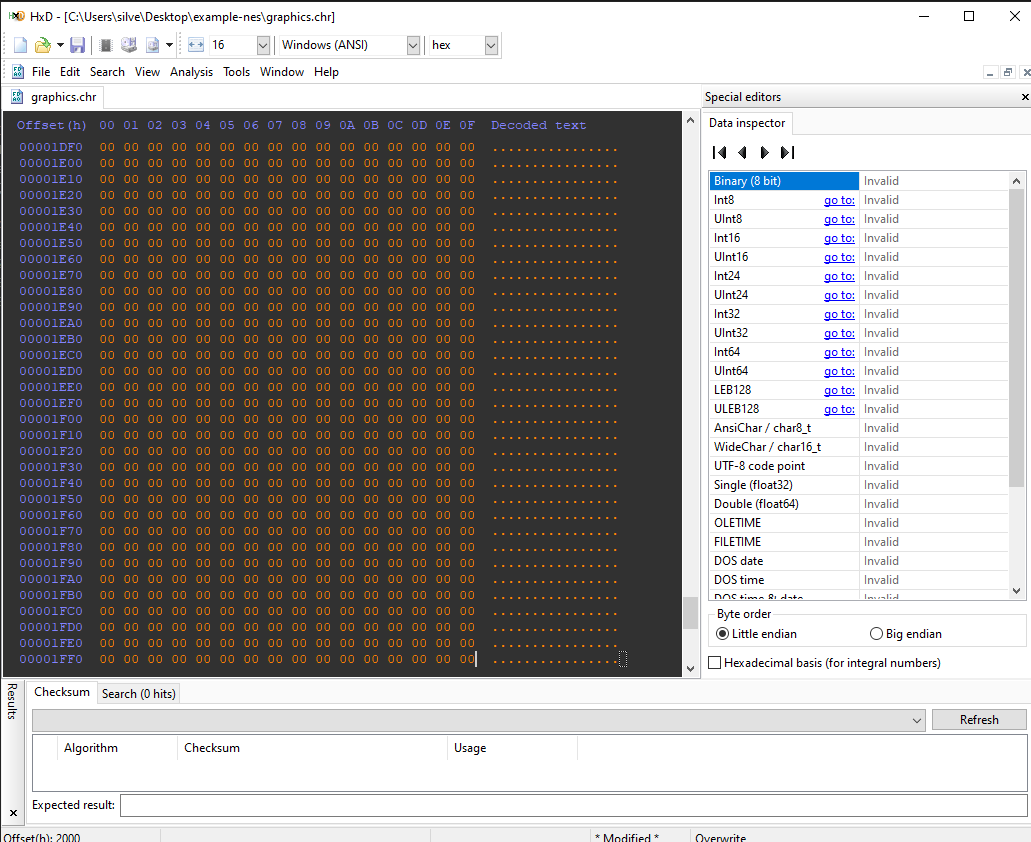 HxD - [C:\Users\silve\Desktop\example-nes\graphics.chr]
16 Windows (ANSI) hex
File Edit Search View Analysis Tools Window Help
graphics.chr
Offset(h) 00 01 02 03 04 05 06 07 08 09 0A 0B 0C 0D 0E 0F Decoded text
00001DF0 00 00 00 00 00 00 00 00 00 00 00 00 00 00 00 00 ................
00001E00 00 00 00 00 00 00 00 00 00 00 00 00 00 00 00 00 ................
00001E10 00 00 00 00 00 00 00 00 00 00 00 00 00 00 00 00 ................
00001E20 00 00 00 00 00 00 00 00 00 00 00 00 00 00 00 00 ................
00001E30 00 00 00 00 00 00 00 00 00 00 00 00 00 00 00 00 ................
00001E40 00 00 00 00 00 00 00 00 00 00 00 00 00 00 00 00 ................
00001E50 00 00 00 00 00 00 00 00 00 00 00 00 00 00 00 00 ................
00001E60 00 00 00 00 00 00 00 00 00 00 00 00 00 00 00 00 ................
00001E70 00 00 00 00 00 00 00 00 00 00 00 00 00 00 00 00 ................
00001E80 00 00 00 00 00 00 00 00 00 00 00 00 00 00 00 00 ................
00001E90 00 00 00 00 00 00 00 00 00 00 00 00 00 00 00 00 ................
00001EA0 00 00 00 00 00 00 00 00 00 00 00 00 00 00 00 00 ................
00001EB0 00 00 00 00 00 00 00 00 00 00 00 00 00 00 00 00 ................
00001EC0 00 00 00 00 00 00 00 00 00 00 00 00 00 00 00 00 ................
00001ED0 00 00 00 00 00 00 00 00 00 00 00 00 00 00 00 00 ................
00001EE0 00 00 00 00 00 00 00 00 00 00 00 00 00 00 00 00 ................
00001EF0 00 00 00 00 00 00 00 00 00 00 00 00 00 00 00 00 ................
00001F00 00 00 00 00 00 00 00 00 00 00 00 00 00 00 00 00 ................
00001F10 00 00 00 00 00 00 00 00 00 00 00 00 00 00 00 00 ................
00001F20 00 00 00 00 00 00 00 00 00 00 00 00 00 00 00 00 ................
00001F30 00 00 00 00 00 00 00 00 00 00 00 00 00 00 00 00 ................
00001F40 00 00 00 00 00 00 00 00 00 00 00 00 00 00 00 00 ................
00001F50 00 00 00 00 00 00 00 00 00 00 00 00 00 00 00 00 ................
00001F60 00 00 00 00 00 00 00 00 00 00 00 00 00 00 00 00 ................
00001F70 00 00 00 00 00 00 00 00 00 00 00 00 00 00 00 00 ................
00001F80 00 00 00 00 00 00 00 00 00 00 00 00 00 00 00 00 ................
00001F90 00 00 00 00 00 00 00 00 00 00 00 00 00 00 00 00 ................
00001FA0 00 00 00 00 00 00 00 00 00 00 00 00 00 00 00 00 ................
00001FB0 00 00 00 00 00 00 00 00 00 00 00 00 00 00 00 00 ................
00001FC0 00 00 00 00 00 00 00 00 00 00 00 00 00 00 00 00 ................
00001FD0 00 00 00 00 00 00 00 00 00 00 00 00 00 00 00 00 ................
00001FE0 00 00 00 00 00 00 00 00 00 00 00 00 00 00 00 00 ................
00001FF0 00 00 00 00 00 00 00 00 00 00 00 00 00 00 00 00 ................
Special editors
Data inspector
Binary (8 bit) Invalid
Int8 go to: Invalid
UInt8 go to: Invalid
Int16 go to: Invalid
UInt16 go to: Invalid
Int24 go to: Invalid
UInt24 go to: Invalid
Int32 go to: Invalid
UInt32 go to: Invalid
Int64 go to: Invalid
UInt64 go to: Invalid
LEB128 go to: Invalid
ULEB128 go to: Invalid
AnsiChar / char8_t Invalid
WideChar / char16_t Invalid
UTF-8 code point Invalid
Single (float32) Invalid
Double (float64) Invalid
OLETIME Invalid
FILETIME Invalid
DOS date Invalid
DOS time Invalid
DOS time & date Invalid
Byte order
Little endian Big endian
Hexadecimal basis (for integral numbers)
Results
Checksum Search (0 hits)
Refresh
Algorithm Checksum Usage
Expected result:
Offset(h): 2000 * Modified * Overwrite